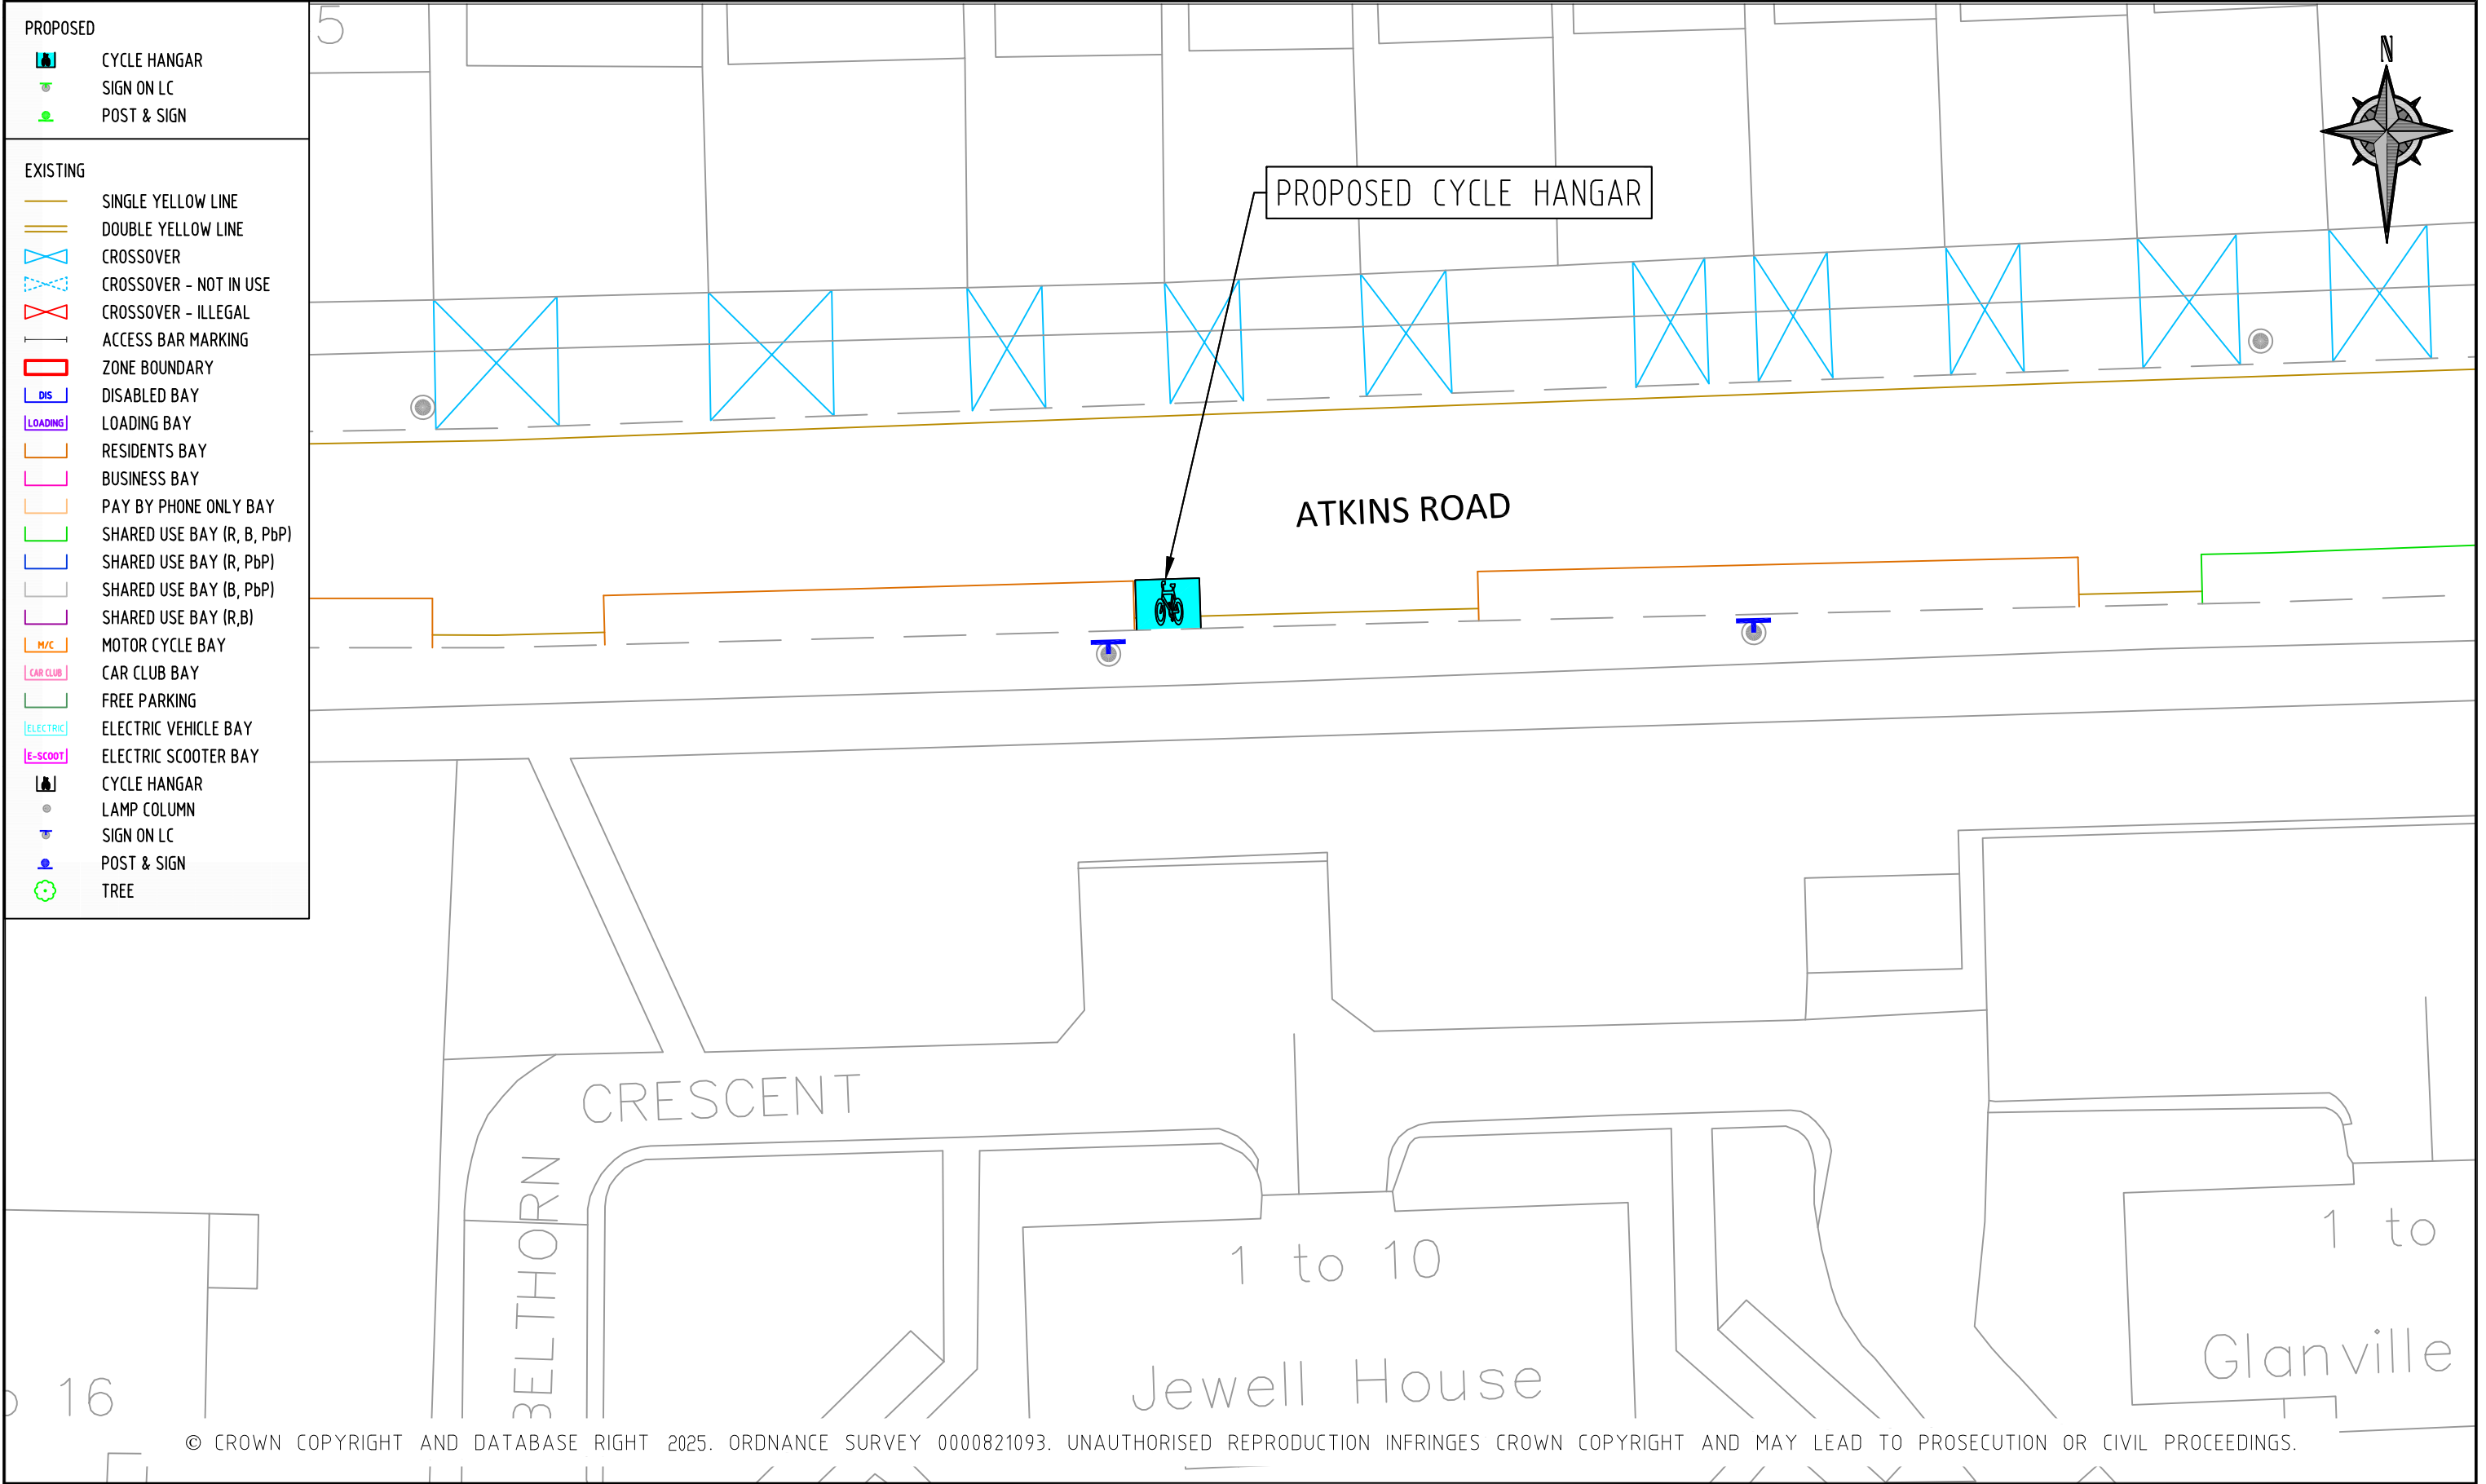 PROPOSED
CYCLE HANGAR
SIGN ON LC
POST & SIGN
EXISTING
SINGLE YELLOW LINE
DOUBLE YELLOW LINE
CROSSOVER
CROSSOVER - NOT IN USE
CROSSOVER - ILLEGAL
ACCESS BAR MARKING
ZONE BOUNDARY
DIS DISABLED BAY
LOADING LOADING BAY
RESIDENTS BAY
BUSINESS BAY
PAY BY PHONE ONLY BAY
SHARED USE BAY (R, B, PbP)
SHARED USE BAY (R, PbP)
SHARED USE BAY (B, PbP)
SHARED USE BAY (R,B)
M/C MOTOR CYCLE BAY
CAR CLUB CAR CLUB BAY
FREE PARKING
ELECTRIC ELECTRIC VEHICLE BAY
E-SCOOT ELECTRIC SCOOTER BAY
CYCLE HANGAR
LAMP COLUMN
SIGN ON LC
POST & SIGN
TREE
5
N
PROPOSED CYCLE HANGAR
ATKINS ROAD
CRESCENT
BELTHORN
1 to 10
Jewell House
1 to
Glanville
16
© CROWN COPYRIGHT AND DATABASE RIGHT 2025. ORDNANCE SURVEY 0000821093. UNAUTHORISED REPRODUCTION INFRINGES CROWN COPYRIGHT AND MAY LEAD TO PROSECUTION OR CIVIL PROCEEDINGS.